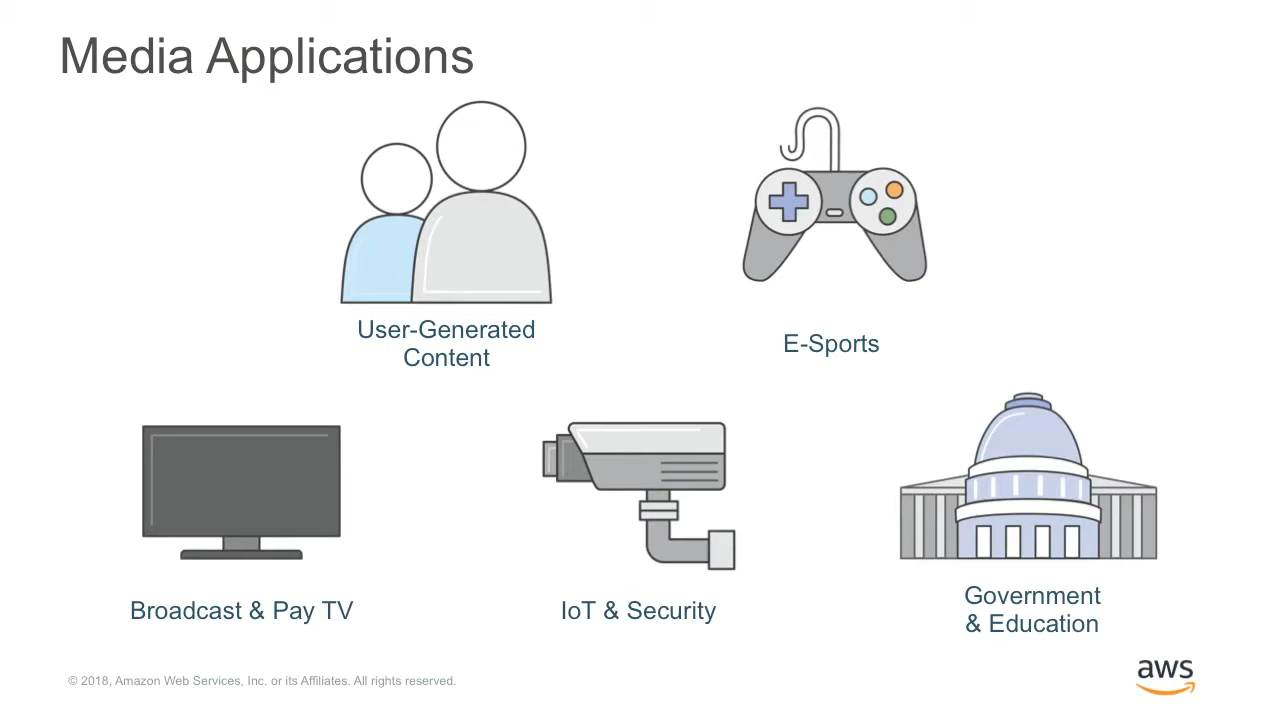 Media Applications
User-Generated
Content
E-Sports
Broadcast & Pay TV
IoT & Security
Government
& Education
© 2018, Amazon Web Services, Inc. or its Affiliates. All rights reserved.
aws